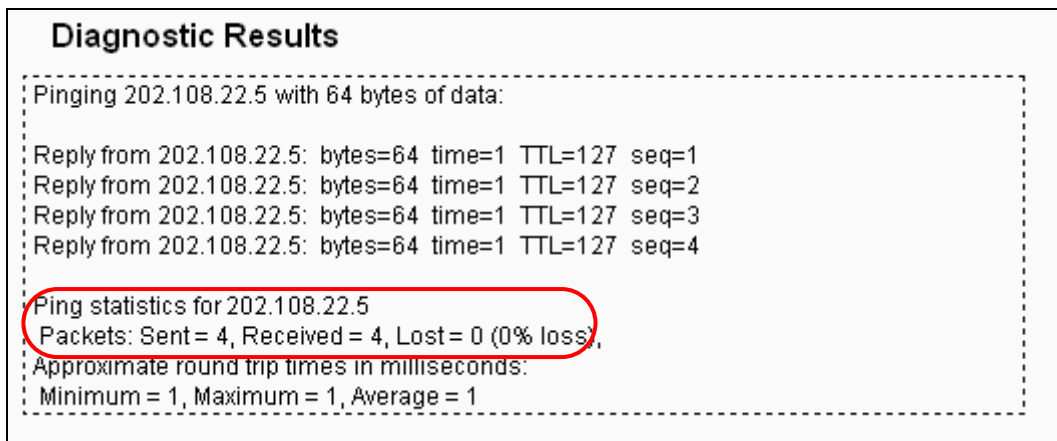 Diagnostic Results
Pinging 202.108.22.5 with 64 bytes of data:
Reply from 202.108.22.5: bytes=64 time=1 TTL=127 seq=1
Reply from 202.108.22.5: bytes=64 time=1 TTL=127 seq=2
Reply from 202.108.22.5: bytes=64 time=1 TTL=127 seq=3
Reply from 202.108.22.5: bytes=64 time=1 TTL=127 seq=4
Ping statistics for 202.108.22.5
Packets: Sent = 4, Received = 4, Lost = 0 (0% loss),
Approximate round trip times in milliseconds:
Minimum = 1, Maximum = 1, Average = 1